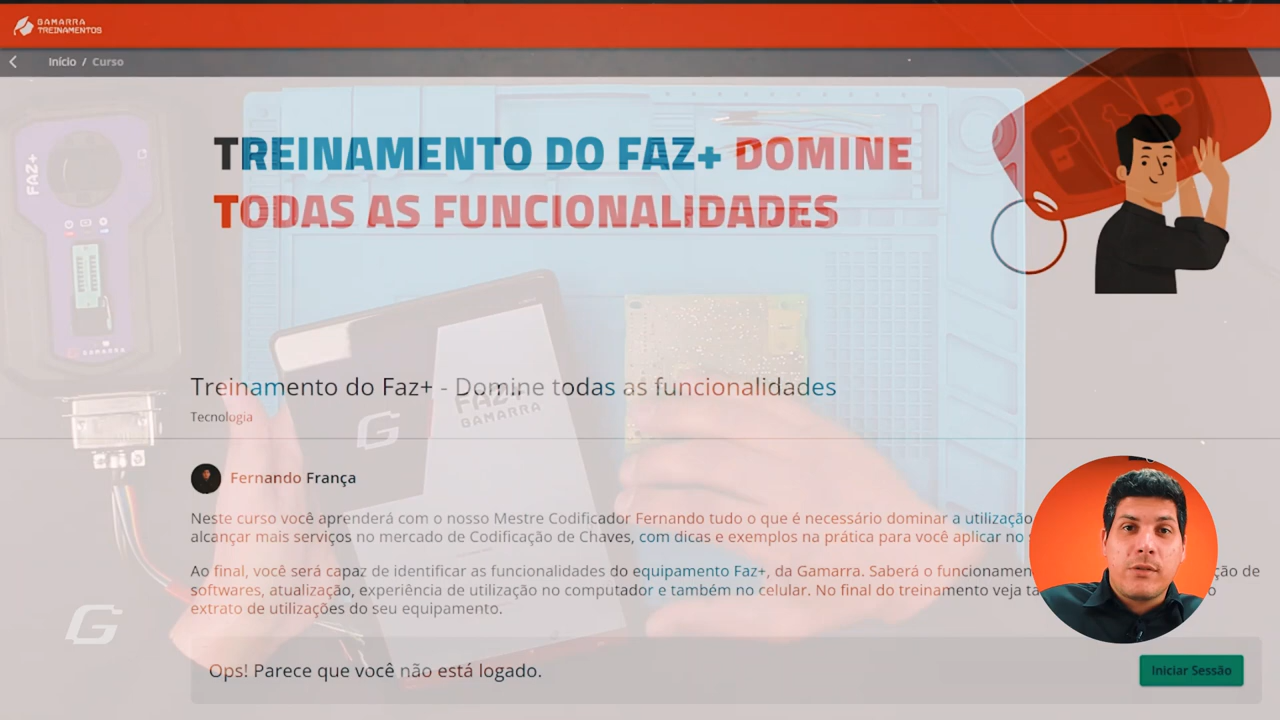 GAMARRA
TREINAMENTOS
Início / Curso
FAZ+
TREINAMENTO DO FAZ+ DOMINE
TODAS AS FUNCIONALIDADES
GAMARRA
Treinamento do Faz+ - Domine todas as funcionalidades
FAZ+
GAMARRA
Tecnologia
G
Fernando França
Neste curso você aprenderá com o nosso Mestre Codificador Fernando tudo o que é necessário dominar a utilização
alcançar mais serviços no mercado de Codificação de Chaves, com dicas e exemplos na prática para você aplicar no
Ao final, você será capaz de identificar as funcionalidades do equipamento Faz+, da Gamarra. Saberá o de
softwares, atualização, experiência de utilização no computador e também no celular. No final do treinamento veja o
extrato de utilizações do seu equipamento.
G
Ops! Parece que você não está logado.
Iniciar Sessão